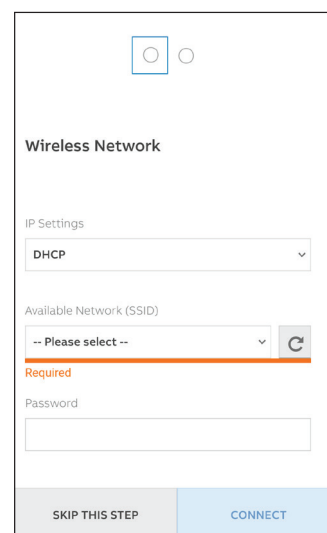 Wireless Network
IP Settings
DHCP
Available Network (SSID)
-- Please select --
Required
Password
SKIP THIS STEP
CONNECT